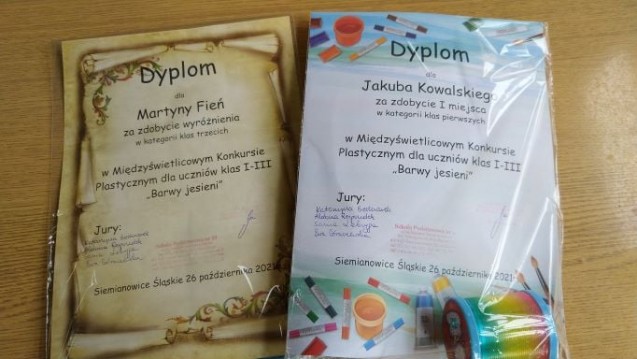 Dyplom
dla
Martyny Fień
za zdobycie wyróżnienia
w kategorii klas trzecich
w Międzyświetlicowym Konkursie
Plastycznym dla uczniów klas I-III
„Barwy jesieni”
Jury:
Siemianowice Śląskie 26 października 2021
Dyplom
dla
Jakuba Kowalskiego
za zdobycie I miejsca
w kategorii klas pierwszych
w Międzyświetlicowym Konkursie
Plastycznym dla uczniów klas I-III
„Barwy jesieni”
Jury:
Szkoła Podstawowa
Siemianowice Śląskie 26 października 2021